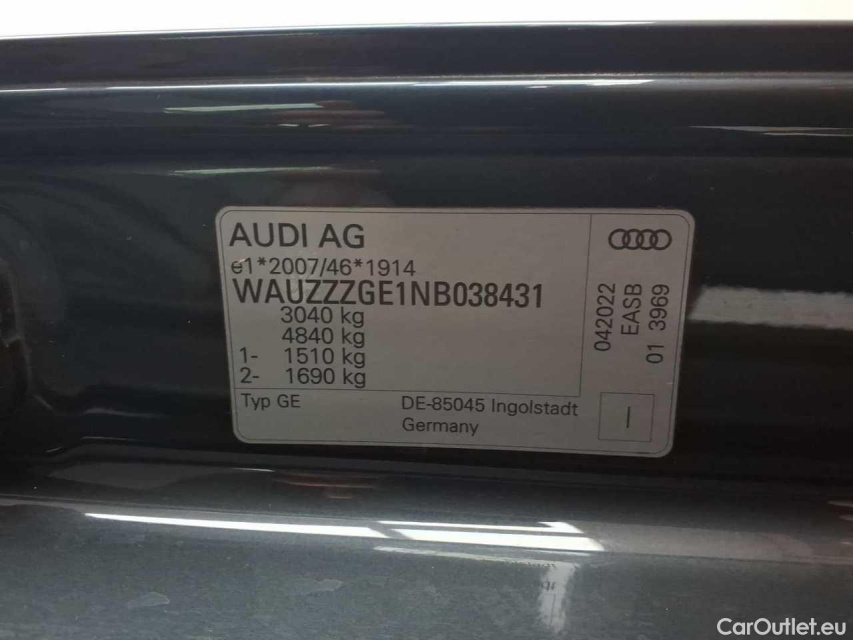 AUDI AG
e1*2007/46*1914
WAUZZZGE1NB038431
3040 kg
4840 kg
1- 1510 kg
2- 1690 kg
Typ GE
DE-85045 Ingolstadt
Germany
042022
EASB
01 3969
I
CarOutlet.eu